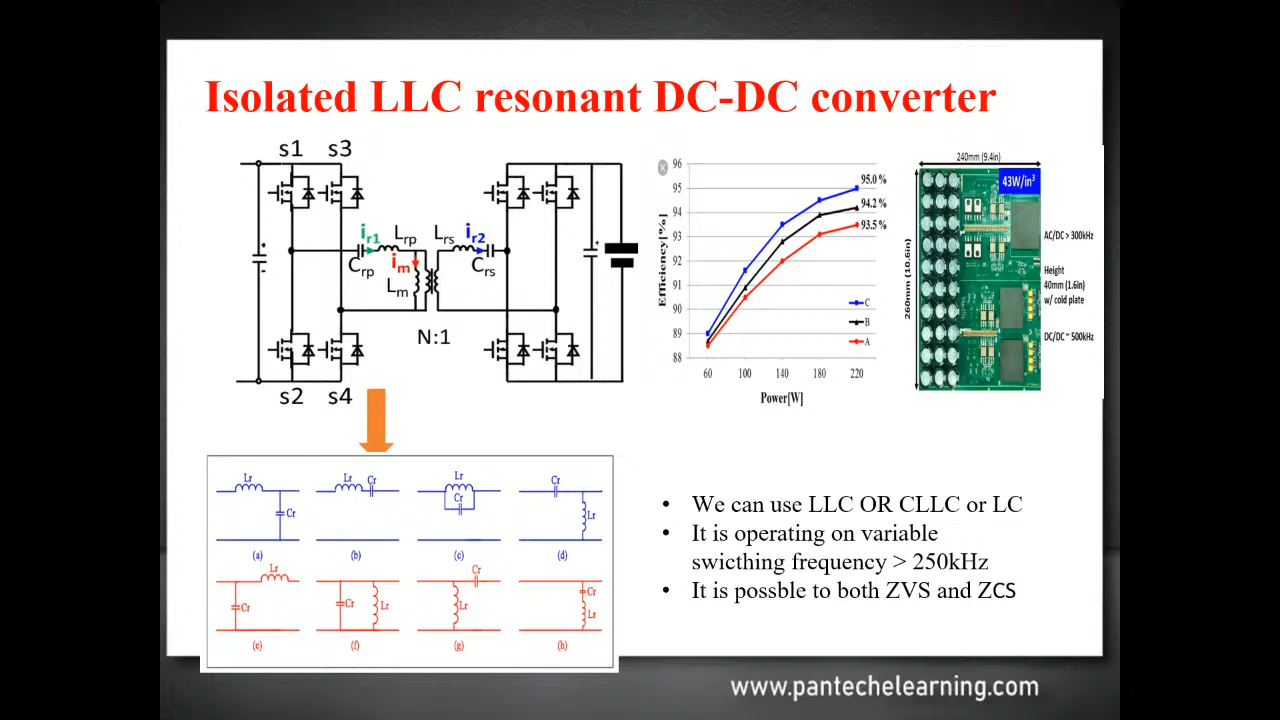 Isolated LLC resonant DC-DC converter
s1 s3
ir1 Lrp Lrs ir2
Crp im Crs
Lm
N:1
s2 s4
96
95
94
93
92
91
90
89
88
Efficiency[%]
95.0 %
94.2 %
93.5 %
C
B
A
60 100 140 180 220
Power[W]
240mm (9.4in)
260mm (10.6in)
43W/in³
AC/DC > 300kHz
Height
40mm (1.6in)
w/ cold plate
DC/DC ~ 500kHz
Lr Lr Cr Lr Cr
Cr Cr Lr
(a) (b) (c) (d)
Lr Cr
Cr Cr Lr Lr Cr Lr
(e) (f) (g) (h)
• We can use LLC OR CLLC or LC
• It is operating on variable
swicthing frequency > 250kHz
• It is possble to both ZVS and ZCS
www.pantechelearning.com